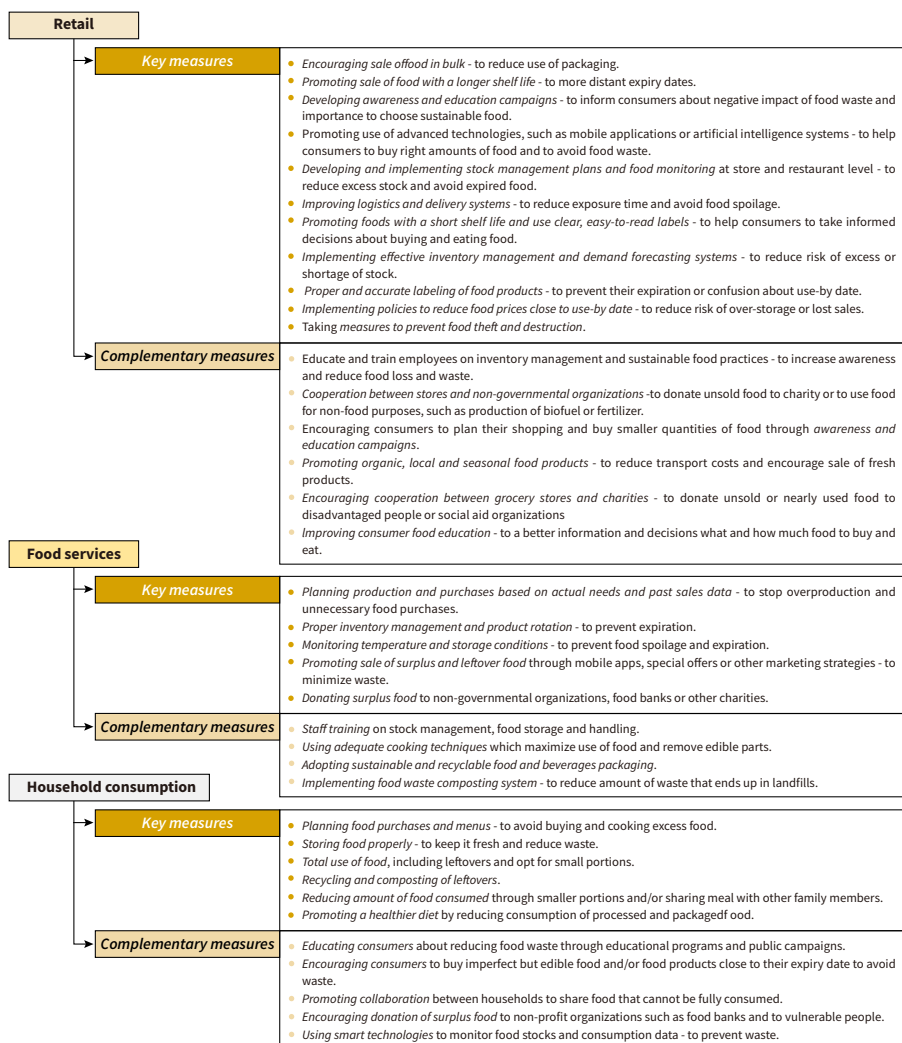 Retail
Key measures
• Encouraging sale offood in bulk - to reduce use of packaging.
• Promoting sale of food with a longer shelf life - to more distant expiry dates.
• Developing awareness and education campaigns - to inform consumers about negative impact of food waste and
importance to choose sustainable food.
• Promoting use of advanced technologies, such as mobile applications or artificial intelligence systems - to help
consumers to buy right amounts of food and to avoid food waste.
• Developing and implementing stock management plans and food monitoring at store and restaurant level - to
reduce excess stock and avoid expired food.
• Improving logistics and delivery systems - to reduce exposure time and avoid food spoilage.
• Promoting foods with a short shelf life and use clear, easy-to-read labels - to help consumers to take informed
decisions about buying and eating food.
• Implementing effective inventory management and demand forecasting systems - to reduce risk of excess or
shortage of stock.
• Proper and accurate labeling of food products - to prevent their expiration or confusion about use-by date.
• Implementing policies to reduce food prices close to use-by date - to reduce risk of over-storage or lost sales.
• Taking measures to prevent food theft and destruction.
Complementary measures
• Educate and train employees on inventory management and sustainable food practices - to increase awareness
and reduce food loss and waste.
• Cooperation between stores and non-governmental organizations -to donate unsold food to charity or to use food
for non-food purposes, such as production of biofuel or fertilizer.
• Encouraging consumers to plan their shopping and buy smaller quantities of food through awareness and
education campaigns.
• Promoting organic, local and seasonal food products - to reduce transport costs and encourage sale of fresh
products.
• Encouraging cooperation between grocery stores and charities - to donate unsold or nearly used food to
disadvantaged people or social aid organizations
• Improving consumer food education - to a better information and decisions what and how much food to buy and
eat.
Food services
Key measures
• Planning production and purchases based on actual needs and past sales data - to stop overproduction and
unnecessary food purchases.
• Proper inventory management and product rotation - to prevent expiration.
• Monitoring temperature and storage conditions - to prevent food spoilage and expiration.
• Promoting sale of surplus and leftover food through mobile apps, special offers or other marketing strategies - to
minimize waste.
• Donating surplus food to non-governmental organizations, food banks or other charities.
Complementary measures
• Staff training on stock management, food storage and handling.
• Using adequate cooking techniques which maximize use of food and remove edible parts.
• Adopting sustainable and recyclable food and beverages packaging.
• Implementing food waste composting system - to reduce amount of waste that ends up in landfills.
Household consumption
Key measures
• Planning food purchases and menus - to avoid buying and cooking excess food.
• Storing food properly - to keep it fresh and reduce waste.
• Total use of food, including leftovers and opt for small portions.
• Recycling and composting of leftovers.
• Reducing amount of food consumed through smaller portions and/or sharing meal with other family members.
• Promoting a healthier diet by reducing consumption of processed and packagedf ood.
Complementary measures
• Educating consumers about reducing food waste through educational programs and public campaigns.
• Encouraging consumers to buy imperfect but edible food and/or food products close to their expiry date to avoid
waste.
• Promoting collaboration between households to share food that cannot be fully consumed.
• Encouraging donation of surplus food to non-profit organizations such as food banks and to vulnerable people.
• Using smart technologies to monitor food stocks and consumption data - to prevent waste.